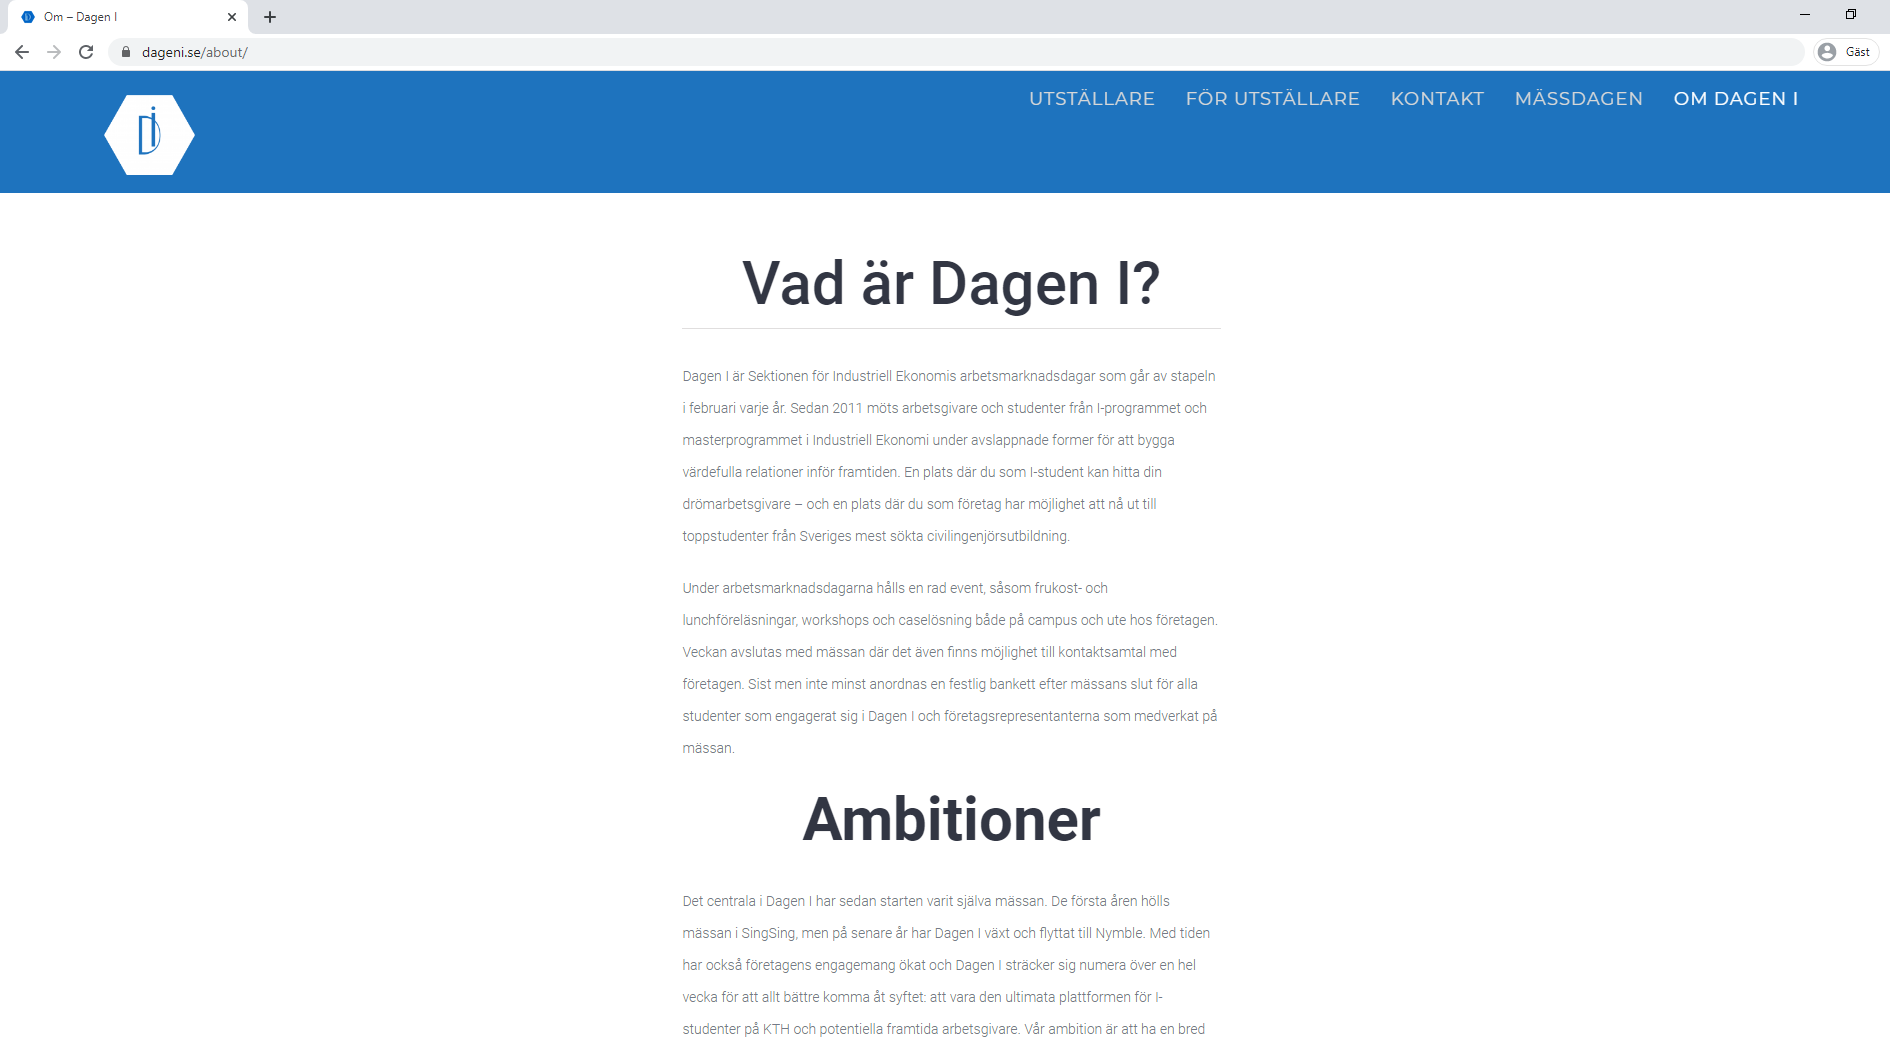 Om – Dagen I
dageni.se/about/
Gäst
DI
UTSTÄLLARE FÖR UTSTÄLLARE KONTAKT MÄSSDAGEN OM DAGEN I
Vad är Dagen I?
Dagen I är Sektionen för Industriell Ekonomis arbetsmarknadsdagar som går av stapeln
i februari varje år. Sedan 2011 möts arbetsgivare och studenter från I-programmet och
masterprogrammet i Industriell Ekonomi under avslappnade former för att bygga
värdefulla relationer inför framtiden. En plats där du som I-student kan hitta din
drömarbetsgivare – och en plats där du som företag har möjlighet att nå ut till
toppstudenter från Sveriges mest sökta civilingenjörsutbildning.
Under arbetsmarknadsdagarna hålls en rad event, såsom frukost- och
lunchföreläsningar, workshops och caselösning både på campus och ute hos företagen.
Veckan avslutas med mässan där det även finns möjlighet till kontaktsamtal med
företagen. Sist men inte minst anordnas en festlig bankett efter mässans slut för alla
studenter som engagerat sig i Dagen I och företagsrepresentanterna som medverkat på
mässan.
Ambitioner
Det centrala i Dagen I har sedan starten varit själva mässan. De första åren hölls
mässan i SingSing, men på senare år har Dagen I växt och flyttat till Nymble. Med tiden
har också företagens engagemang ökat och Dagen I sträcker sig numera över en hel
vecka för att allt bättre komma åt syftet: att vara den ultimata plattformen för I-
studenter på KTH och potentiella framtida arbetsgivare. Vår ambition är att ha en bred